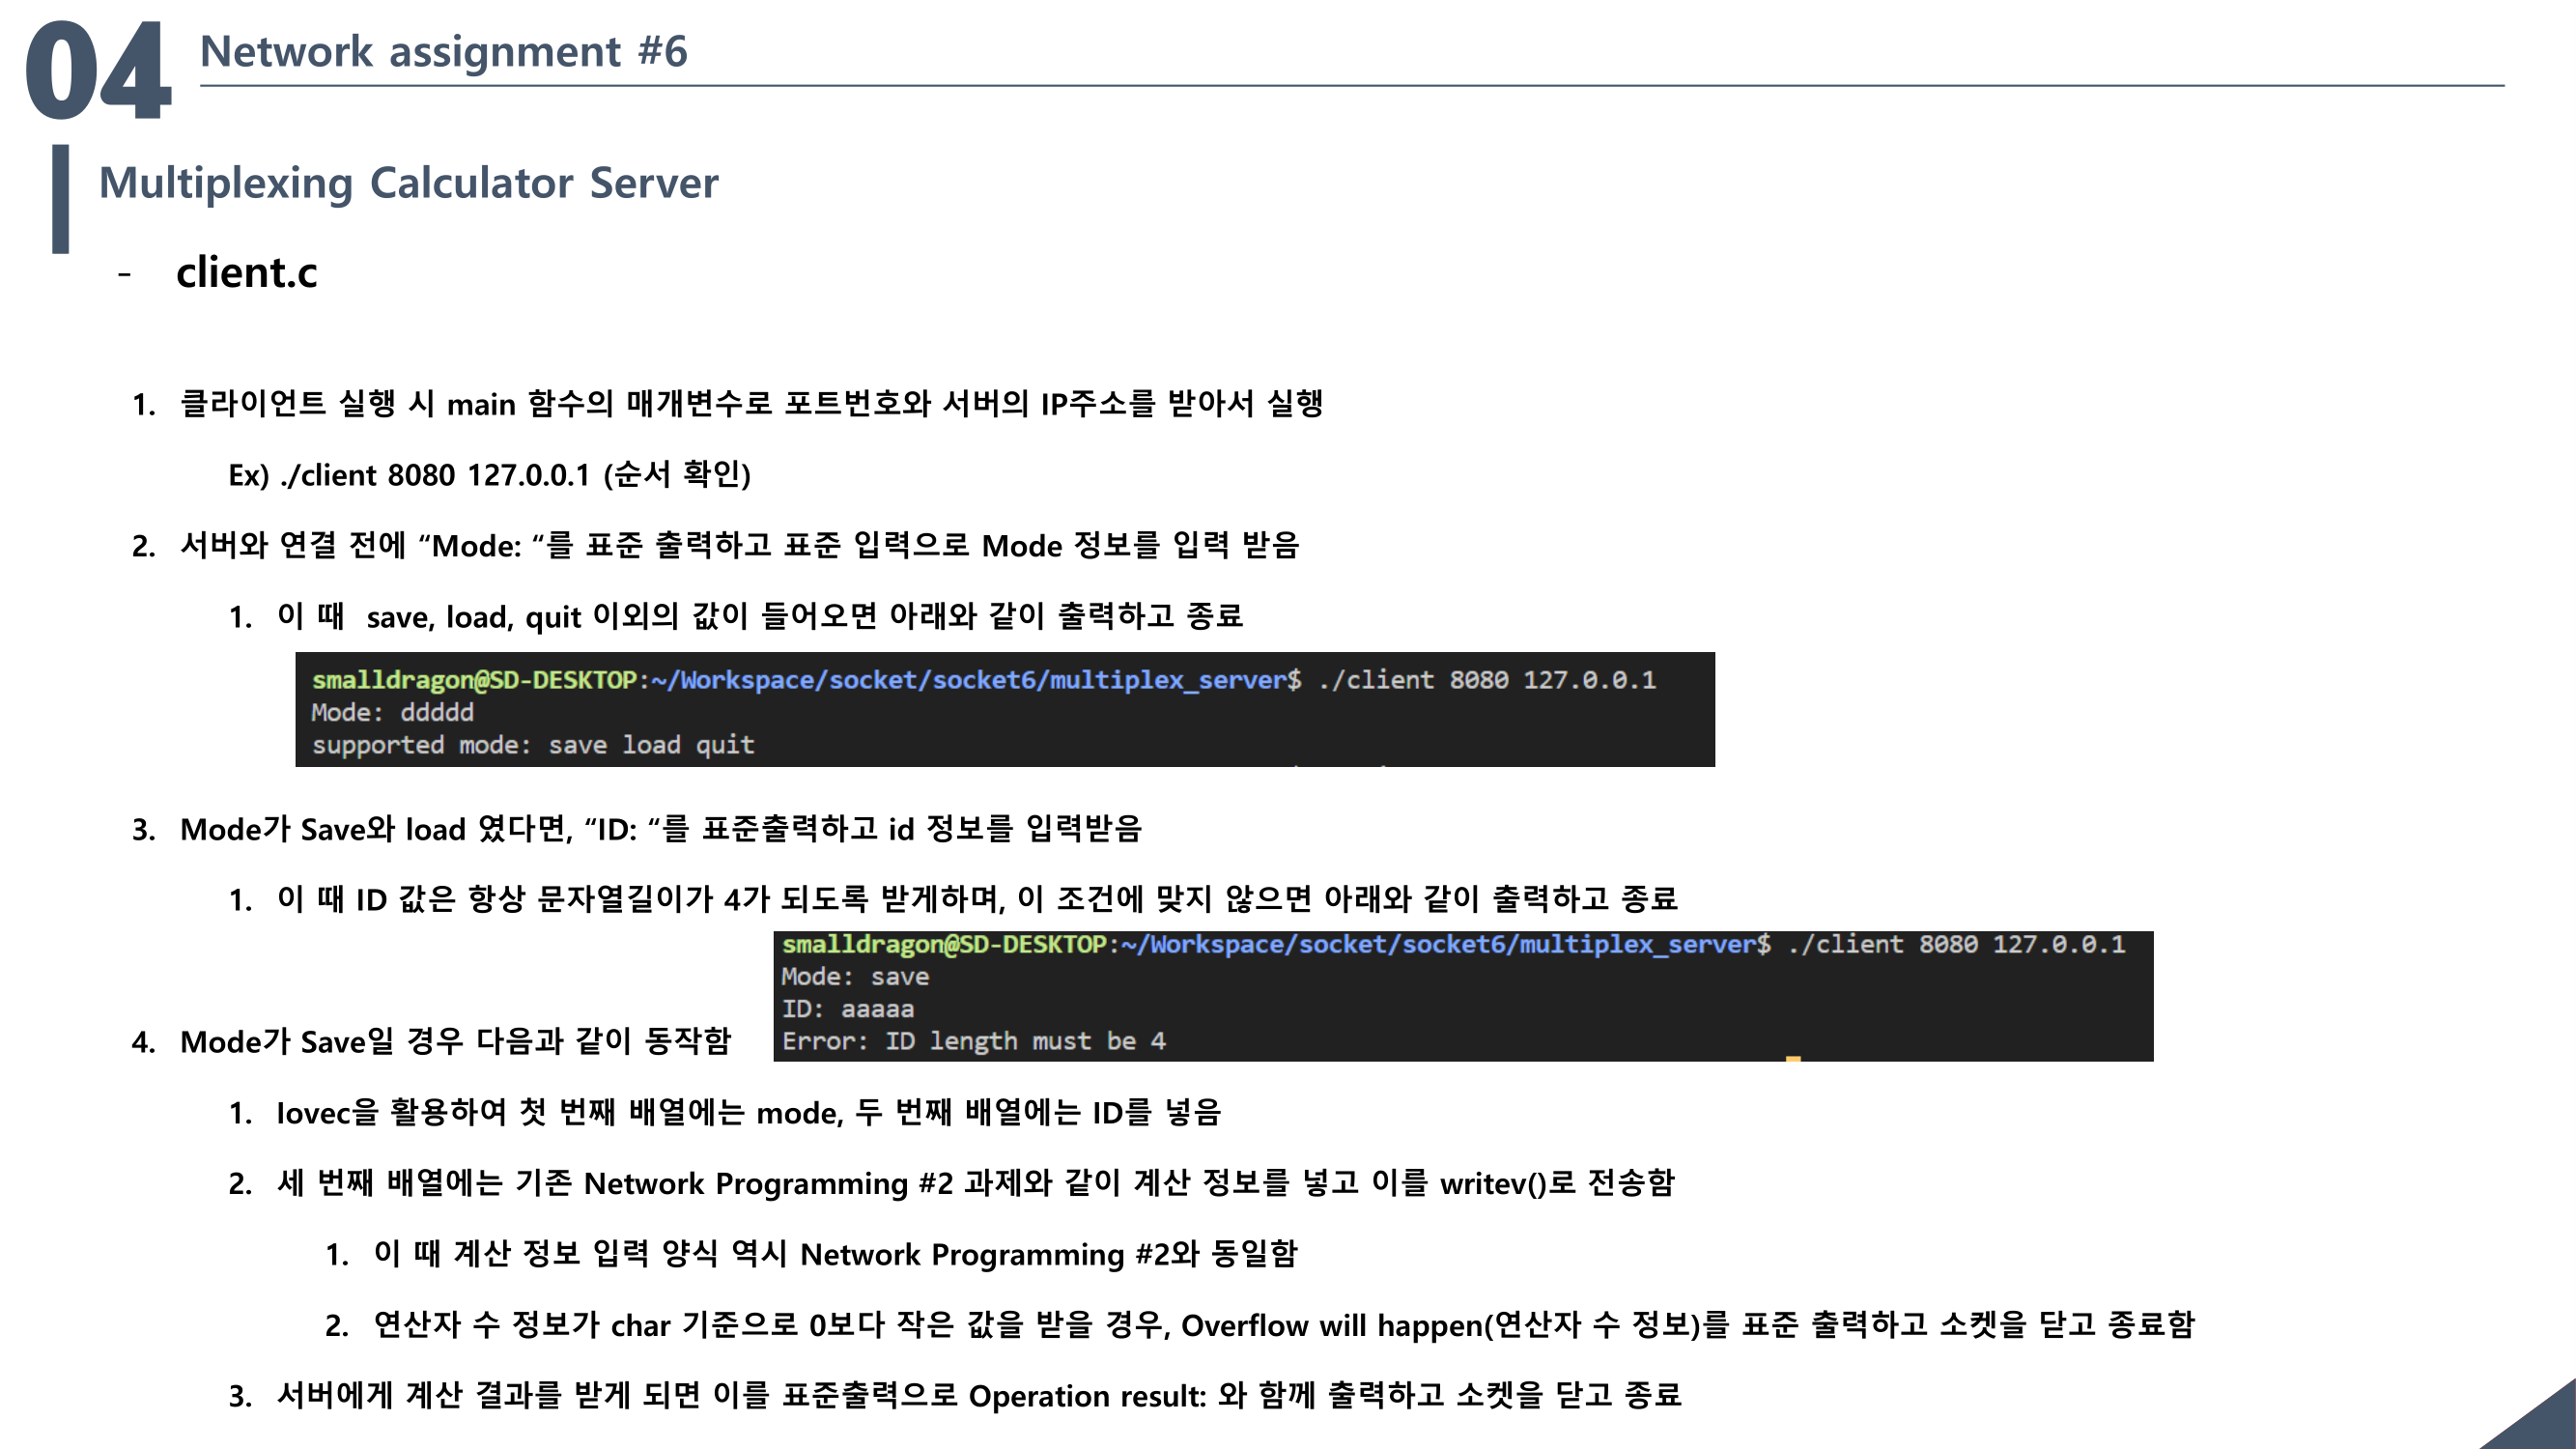 04
Network assignment #6
Multiplexing Calculator Server
- client.c
1. 클라이언트 실행 시 main 함수의 매개변수로 포트번호와 서버의 IP주소를 받아서 실행
Ex) ./client 8080 127.0.0.1 (순서 확인)
2. 서버와 연결 전에 “Mode: “를 표준 출력하고 표준 입력으로 Mode 정보를 입력 받음
1. 이 때 save, load, quit 이외의 값이 들어오면 아래와 같이 출력하고 종료
smalldragon@SD-DESKTOP:~/Workspace/socket/socket6/multiplex_server$ ./client 8080 127.0.0.1
Mode: ddddd
supported mode: save load quit
3. Mode가 Save와 load 였다면, “ID: “를 표준출력하고 id 정보를 입력받음
1. 이 때 ID 값은 항상 문자열길이가 4가 되도록 받게하며, 이 조건에 맞지 않으면 아래와 같이 출력하고 종료
smalldragon@SD-DESKTOP:~/Workspace/socket/socket6/multiplex_server$ ./client 8080 127.0.0.1
Mode: save
ID: aaaaa
Error: ID length must be 4
4. Mode가 Save일 경우 다음과 같이 동작함
1. Iovec을 활용하여 첫 번째 배열에는 mode, 두 번째 배열에는 ID를 넣음
2. 세 번째 배열에는 기존 Network Programming #2 과제와 같이 계산 정보를 넣고 이를 writev()로 전송함
1. 이 때 계산 정보 입력 양식 역시 Network Programming #2와 동일함
2. 연산자 수 정보가 char 기준으로 0보다 작은 값을 받을 경우, Overflow will happen(연산자 수 정보)를 표준 출력하고 소켓을 닫고 종료함
3. 서버에게 계산 결과를 받게 되면 이를 표준출력으로 Operation result: 와 함께 출력하고 소켓을 닫고 종료